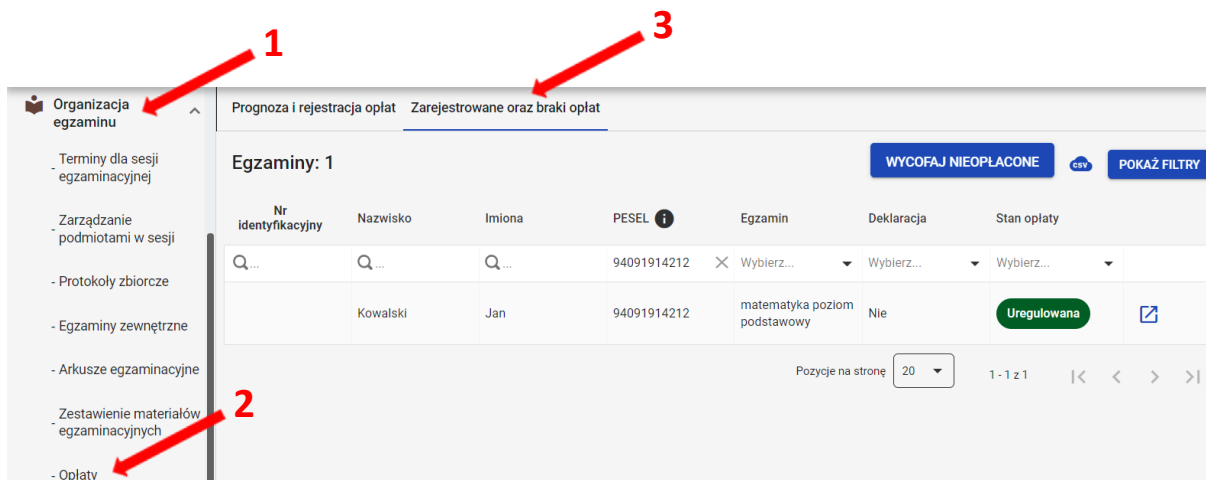 1
3
Organizacja
egzaminu
- Terminy dla sesji
egzaminacyjnej
- Zarządzanie
podmiotami w sesji
- Protokoły zbiorcze
- Egzaminy zewnętrzne
- Arkusze egzaminacyjne
- Zestawienie materiałów
egzaminacyjnych
2
- Opłaty
Prognoza i rejestracja opłat Zarejestrowane oraz braki opłat
Egzaminy: 1
WYCOFAJ NIEOPŁACONE
CSV
POKAŻ FILTRY
Nr
identyfikacyjny Nazwisko Imiona PESEL i Egzamin Deklaracja Stan opłaty
... ... ... 94091914212 Wybierz... Wybierz... Wybierz...
Kowalski Jan 94091914212 matematyka poziom
podstawowy Nie Uregulowana
Pozycje na stronę 20 1 - 1 z 1